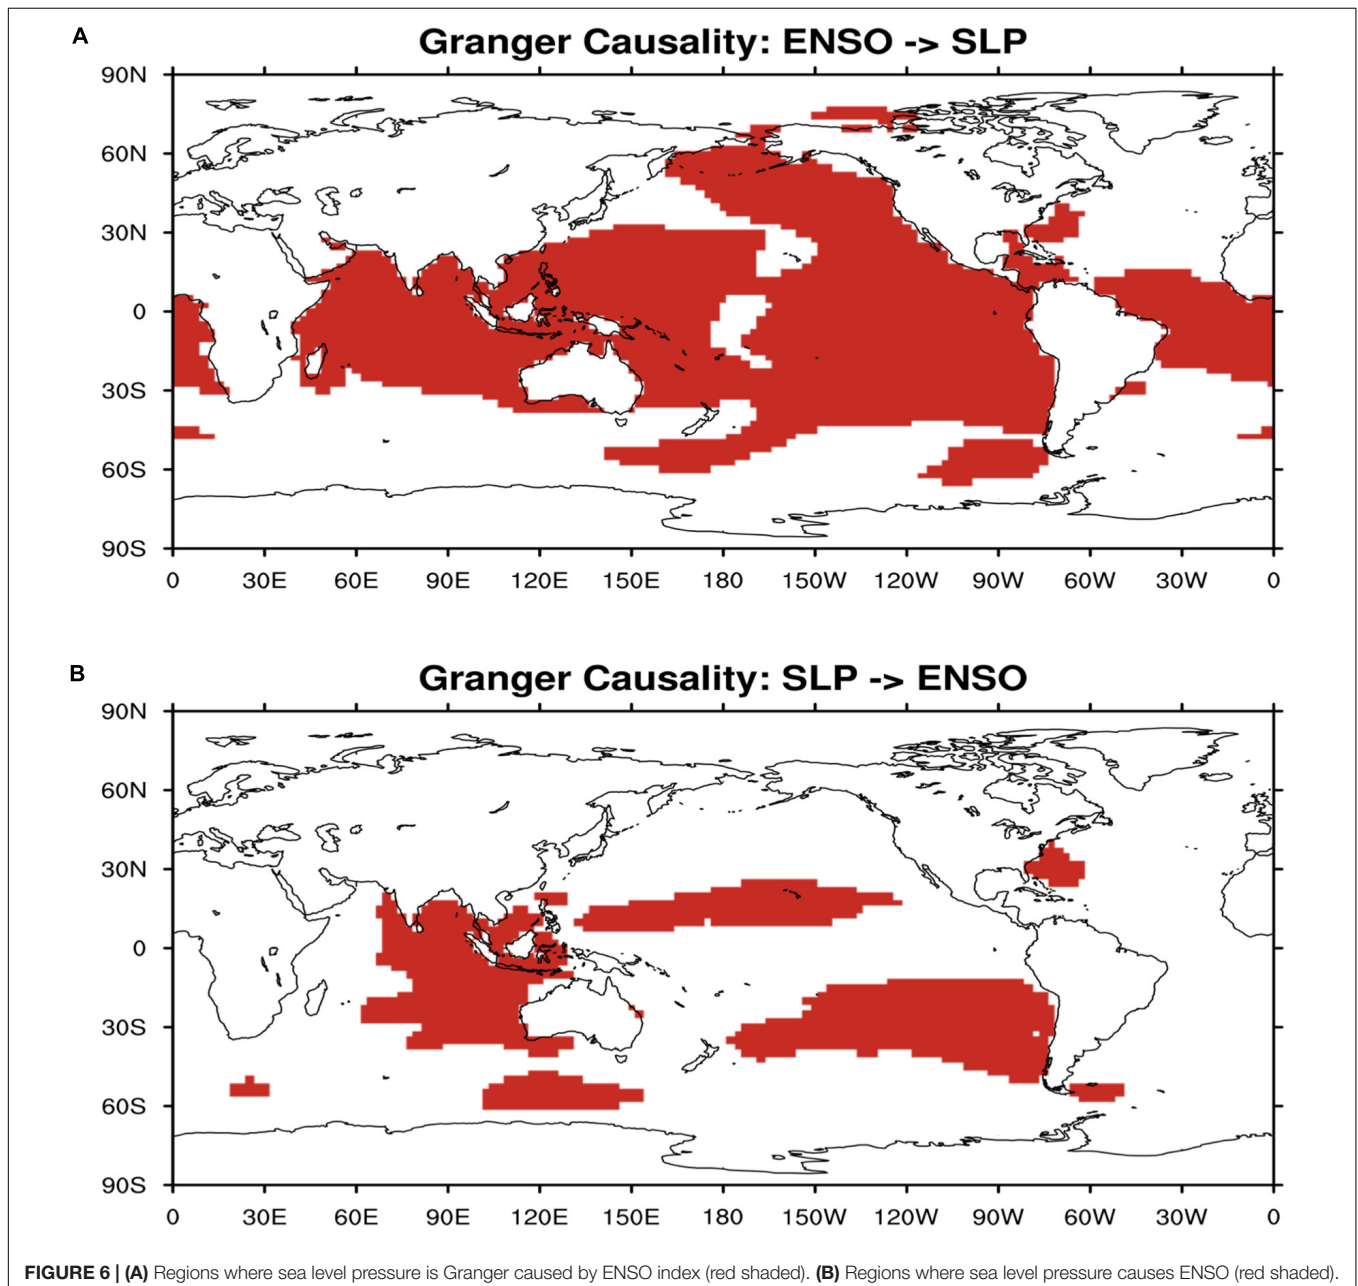 A
Granger Causality: ENSO -> SLP
90N
60N
30N
0
30S
60S
90S
0 30E 60E 90E 120E 150E 180 150W 120W 90W 60W 30W 0
B
Granger Causality: SLP -> ENSO
90N
60N
30N
0
30S
60S
90S
0 30E 60E 90E 120E 150E 180 150W 120W 90W 60W 30W 0
FIGURE 6 | (A) Regions where sea level pressure is Granger caused by ENSO index (red shaded). (B) Regions where sea level pressure causes ENSO (red shaded).